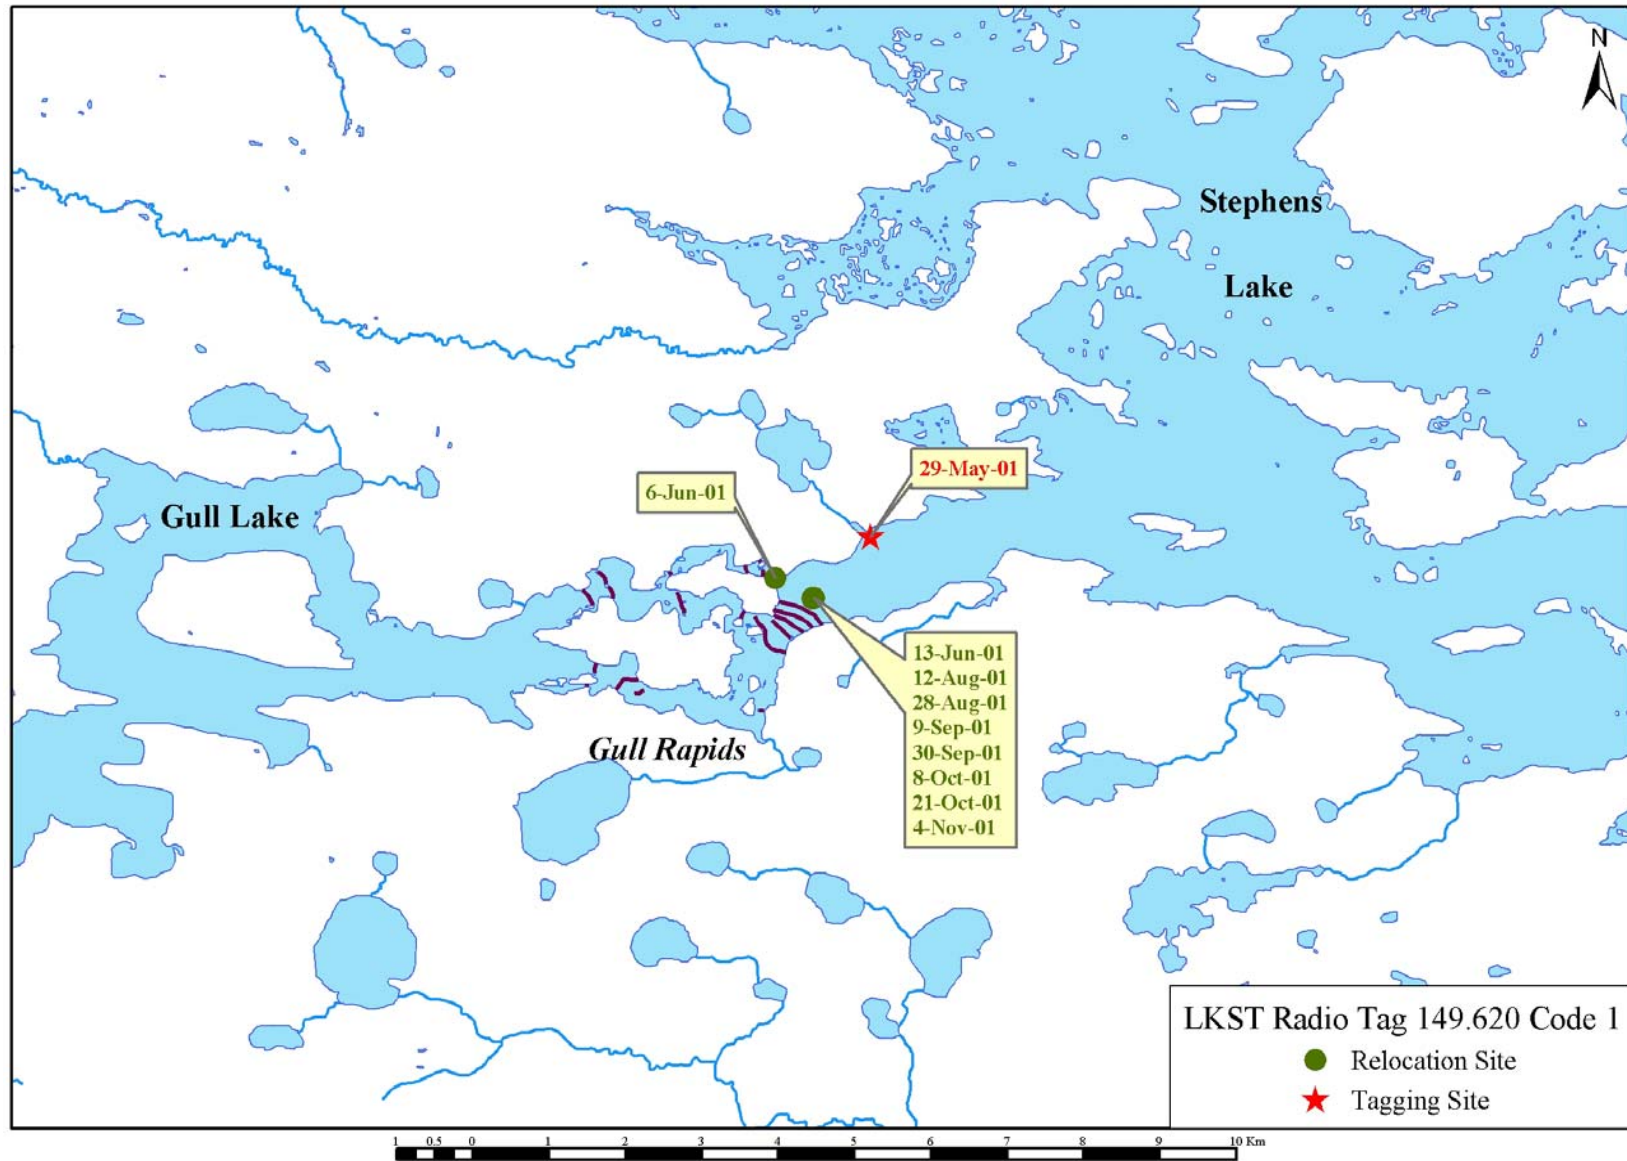 N
Stephens
Lake
29-May-01
6-Jun-01
Gull Lake
13-Jun-01
12-Aug-01
28-Aug-01
9-Sep-01
30-Sep-01
8-Oct-01
21-Oct-01
4-Nov-01
Gull Rapids
LKST Radio Tag 149.620 Code 1
Relocation Site
Tagging Site
1 0.5 0 1 2 3 4 5 6 7 8 9 10 Km